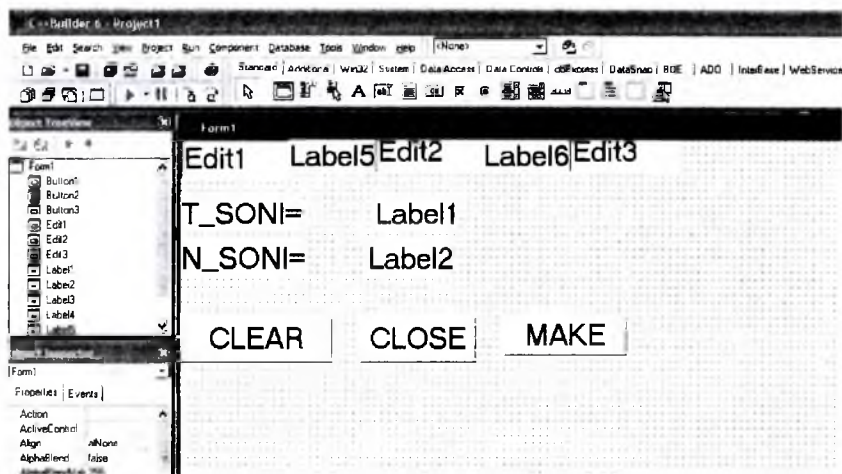 C++Builder 6 - Project1
File Edit Search View Project Run Component Database Tools Window Help <None>
Standard Additional Win32 System Data Access Data Controls dbExpress DataSnap BDE ADO InterBase WebService
Object TreeView
Form1
Form1
Button1
Button2
Button3
Edit1
Edit2
Edit3
Label1
Label2
Label3
Label4
Label5
Edit1 Label5 Edit2 Label6 Edit3
T_SONI= Label1
N_SONI= Label2
CLEAR CLOSE MAKE
Form1
Properties Events
Action
ActiveControl
Align alNone
AlphaBlend false